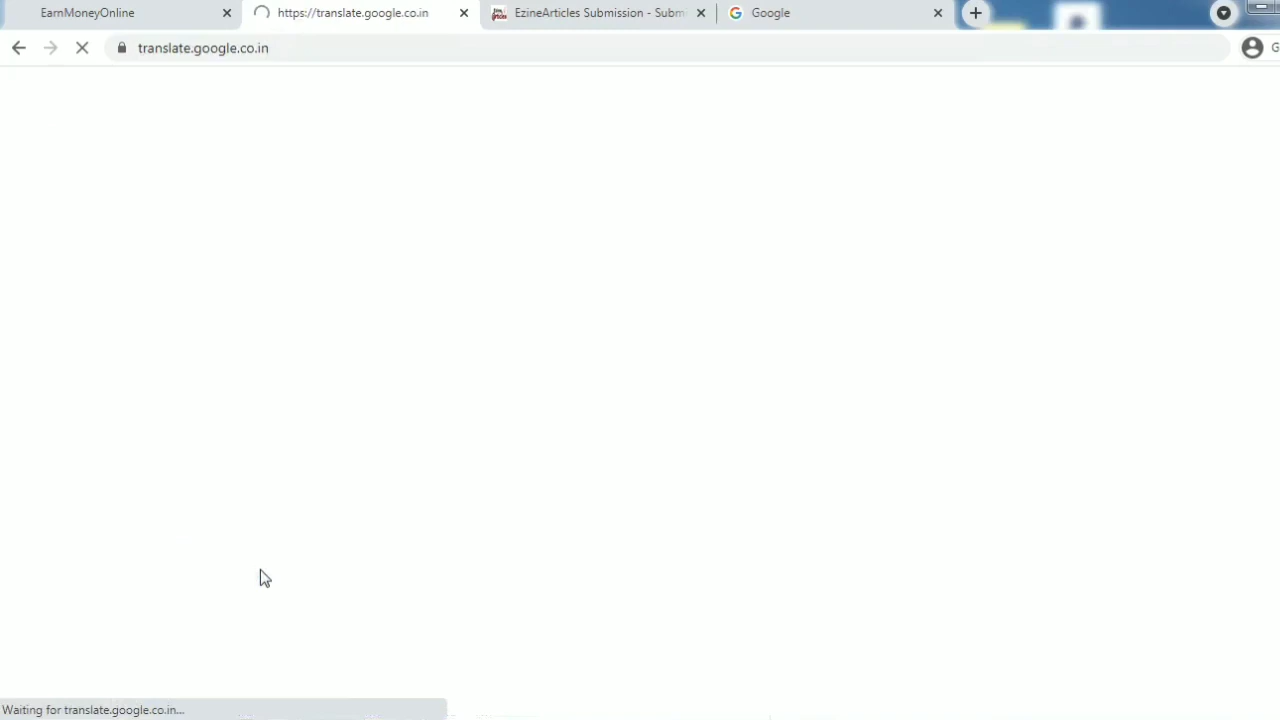 EarnMoneyOnline
https://translate.google.co.in
EzineArticles Submission - Subm
Google
translate.google.co.in
G
Waiting for translate.google.co.in...